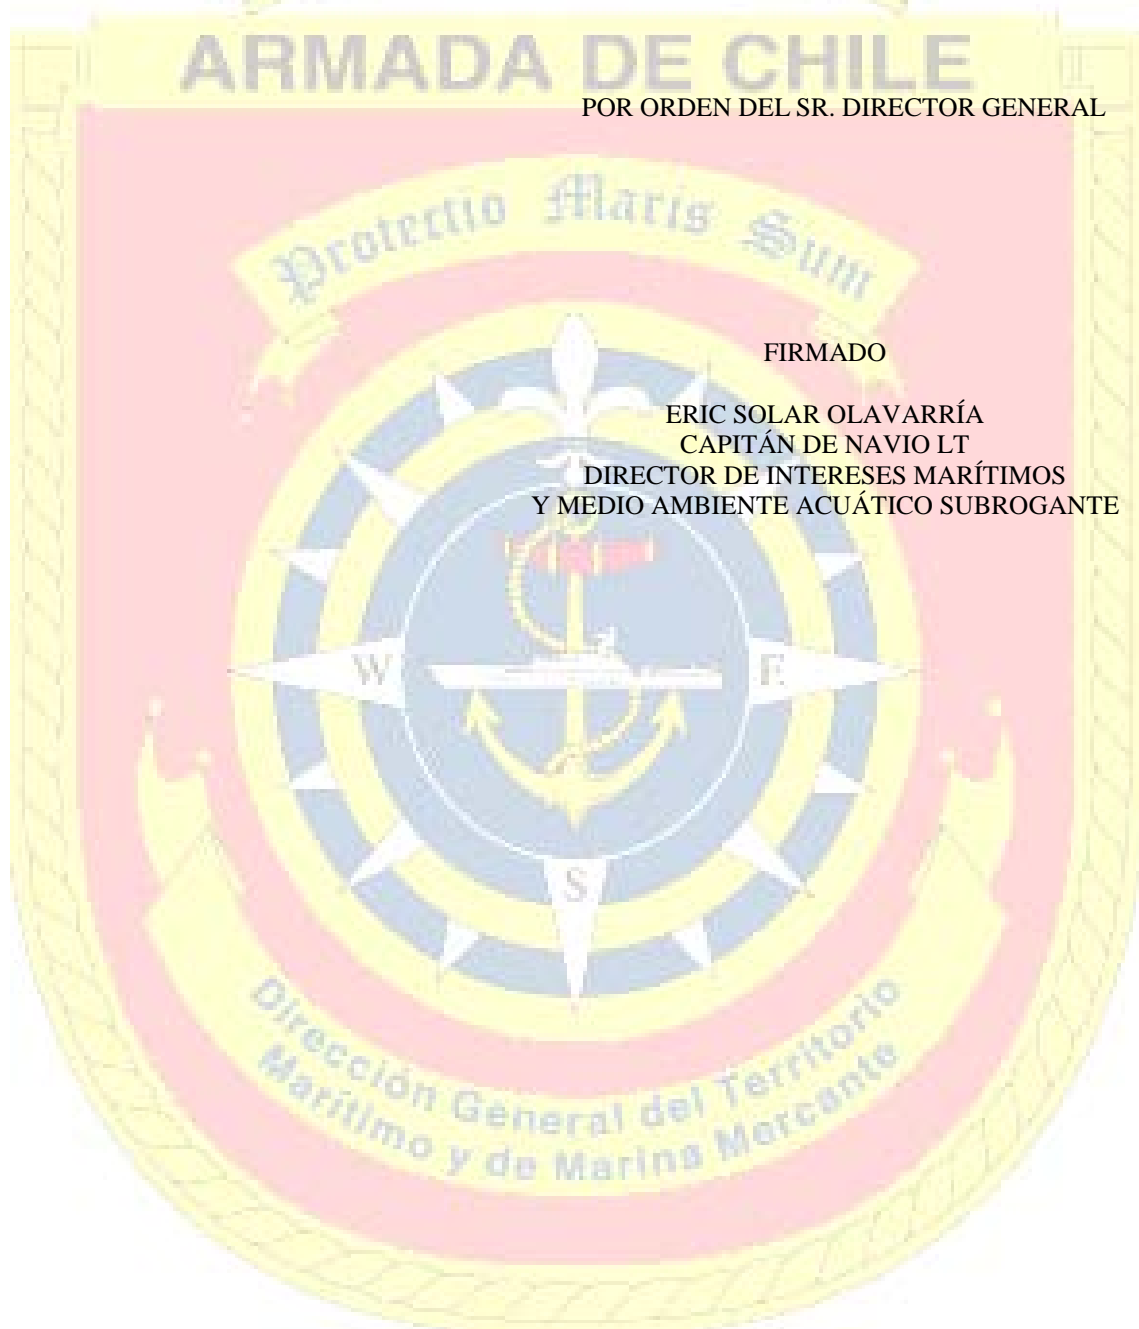 ARMADA DE CHILE
POR ORDEN DEL SR. DIRECTOR GENERAL
Protectio Maris Sum
FIRMADO
ERIC SOLAR OLAVARRÍA
CAPITÁN DE NAVIO LT
DIRECTOR DE INTERESES MARÍTIMOS
Y MEDIO AMBIENTE ACUÁTICO SUBROGANTE
W
E
S
Dirección General del Territorio
Marítimo y de Marina Mercante